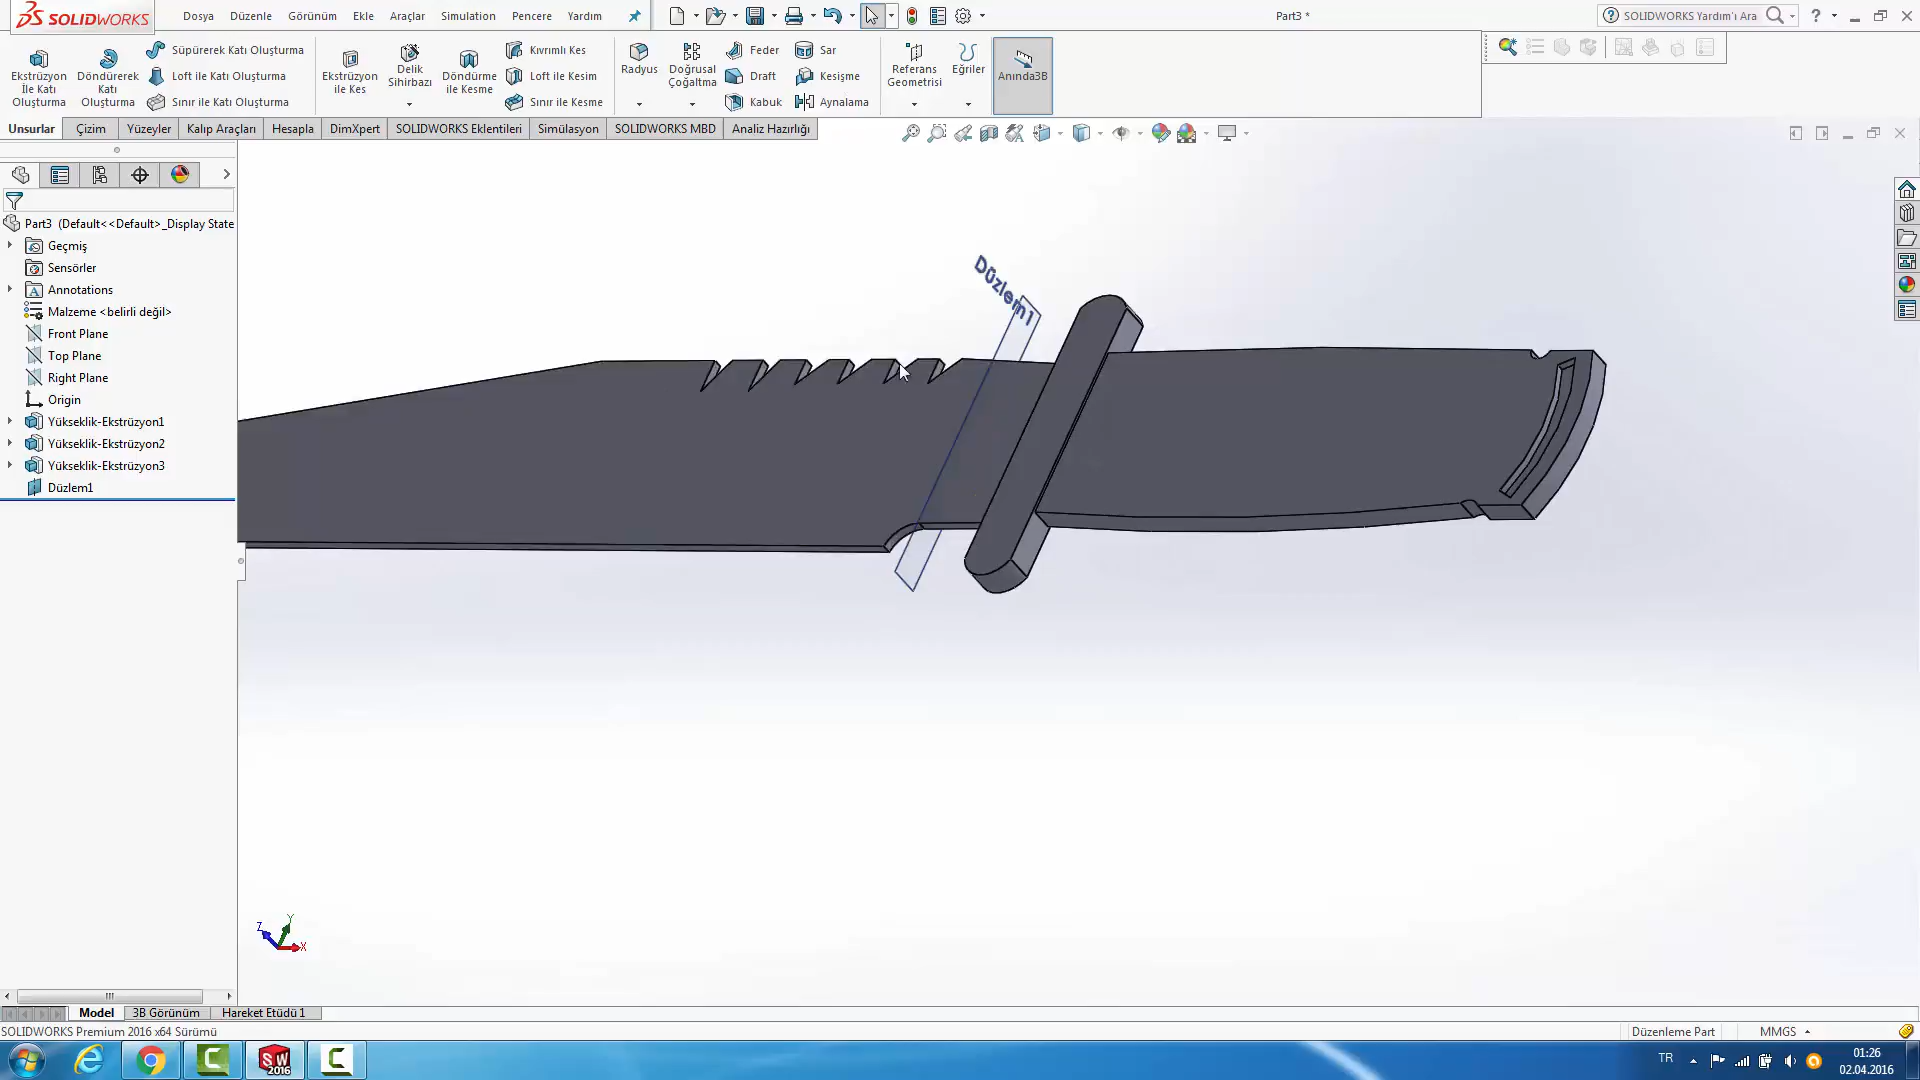 SOLIDWORKS
Dosya Düzenle Görünüm Ekle Araçlar Simulation Pencere Yardım
Part3 *
SOLIDWORKS Yardım'ı Ara
Ekstrüzyon İle Katı Oluşturma
Döndürerek Katı Oluşturma
Süpürerek Katı Oluşturma
Loft ile Katı Oluşturma
Sınır ile Katı Oluşturma
Ekstrüzyon ile Kes
Delik Sihirbazı
Döndürme ile Kesme
Kıvrımlı Kes
Loft ile Kesim
Sınır ile Kesme
Radyus
Doğrusal Çoğaltma
Feder
Draft
Kabuk
Sar
Kesişme
Aynalama
Referans Geometrisi
Eğriler
Anında3B
Unsurlar Çizim Yüzeyler Kalıp Araçları Hesapla DimXpert SOLIDWORKS Eklentileri Simülasyon SOLIDWORKS MBD Analiz Hazırlığı
Part3 (Default<<Default>_Display State
Geçmiş
Sensörler
Annotations
Malzeme <belirli değil>
Front Plane
Top Plane
Right Plane
Origin
Yükseklik-Ekstrüzyon1
Yükseklik-Ekstrüzyon2
Yükseklik-Ekstrüzyon3
Düzlem1
Düzlem1
Z Y X
Model 3B Görünüm Hareket Etüdü 1
SOLIDWORKS Premium 2016 x64 Sürümü
Düzenleme Part
MMGS
SW 2016
TR
01:26
02.04.2016